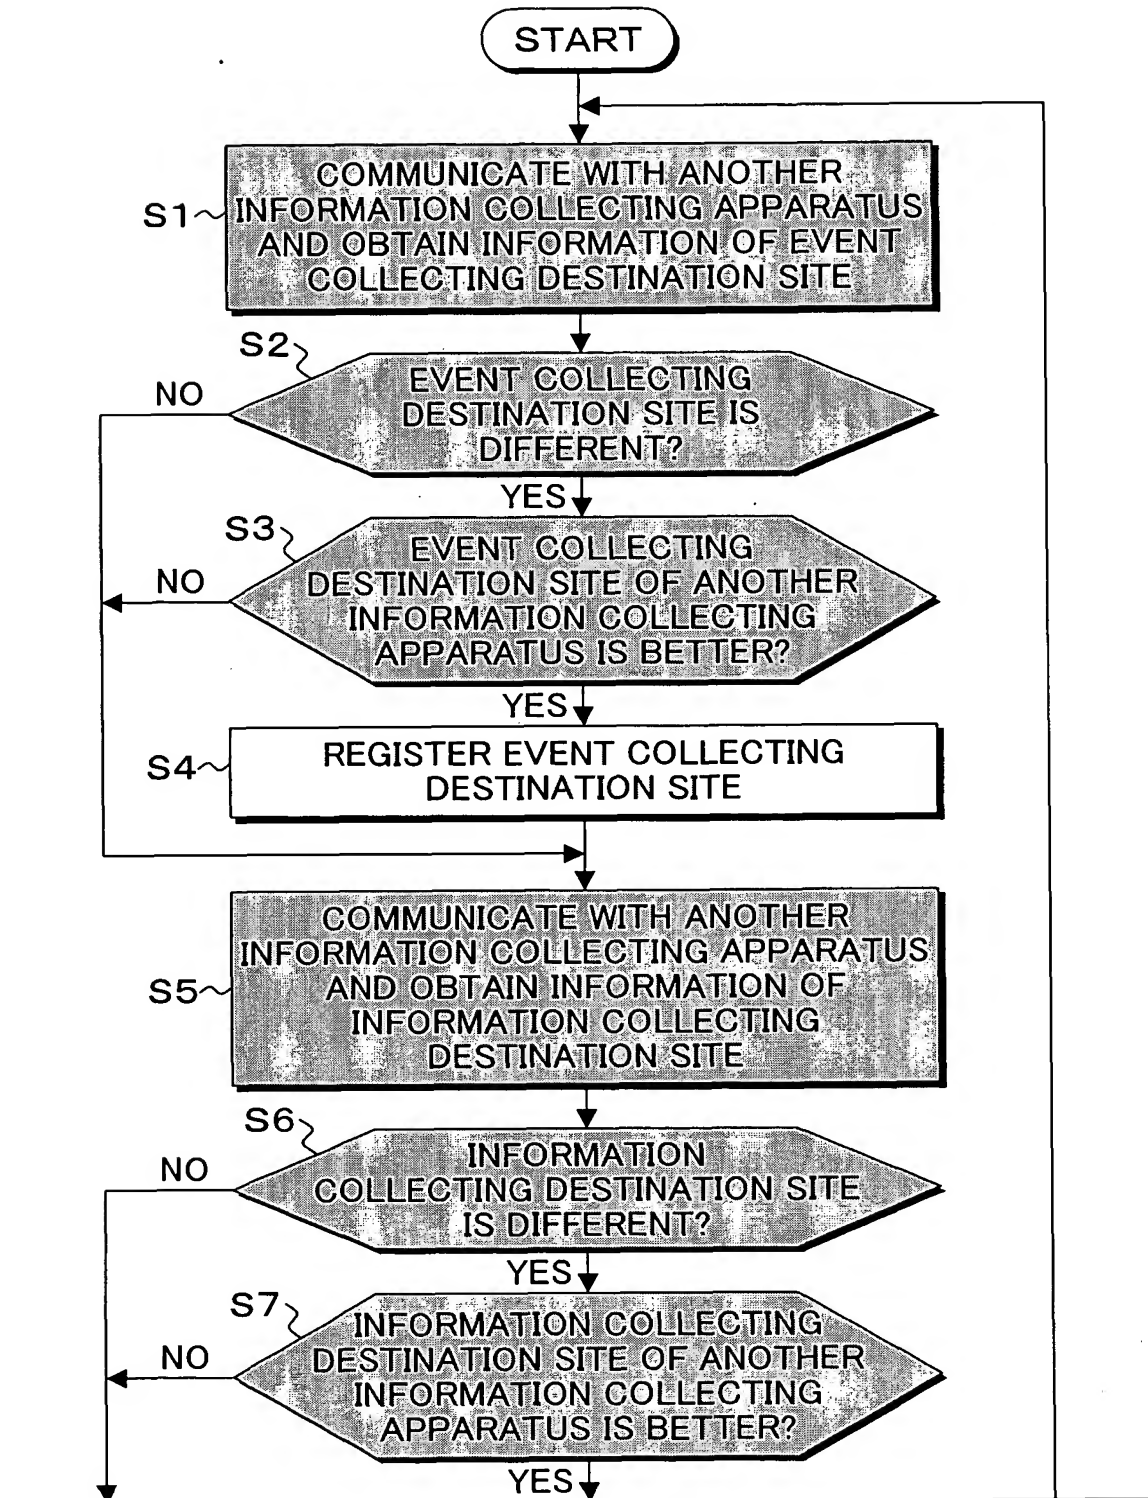 START
COMMUNICATE WITH ANOTHER
INFORMATION COLLECTING APPARATUS
AND OBTAIN INFORMATION OF EVENT
COLLECTING DESTINATION SITE
S1
S2
NO
EVENT COLLECTING
DESTINATION SITE IS
DIFFERENT?
YES
S3
NO
EVENT COLLECTING
DESTINATION SITE OF ANOTHER
INFORMATION COLLECTING
APPARATUS IS BETTER?
YES
S4
REGISTER EVENT COLLECTING
DESTINATION SITE
COMMUNICATE WITH ANOTHER
INFORMATION COLLECTING APPARATUS
S5
AND OBTAIN INFORMATION OF
INFORMATION COLLECTING
DESTINATION SITE
S6
NO
INFORMATION
COLLECTING DESTINATION SITE
IS DIFFERENT?
YES
S7
NO
INFORMATION COLLECTING
DESTINATION SITE OF ANOTHER
INFORMATION COLLECTING
APPARATUS IS BETTER?
YES